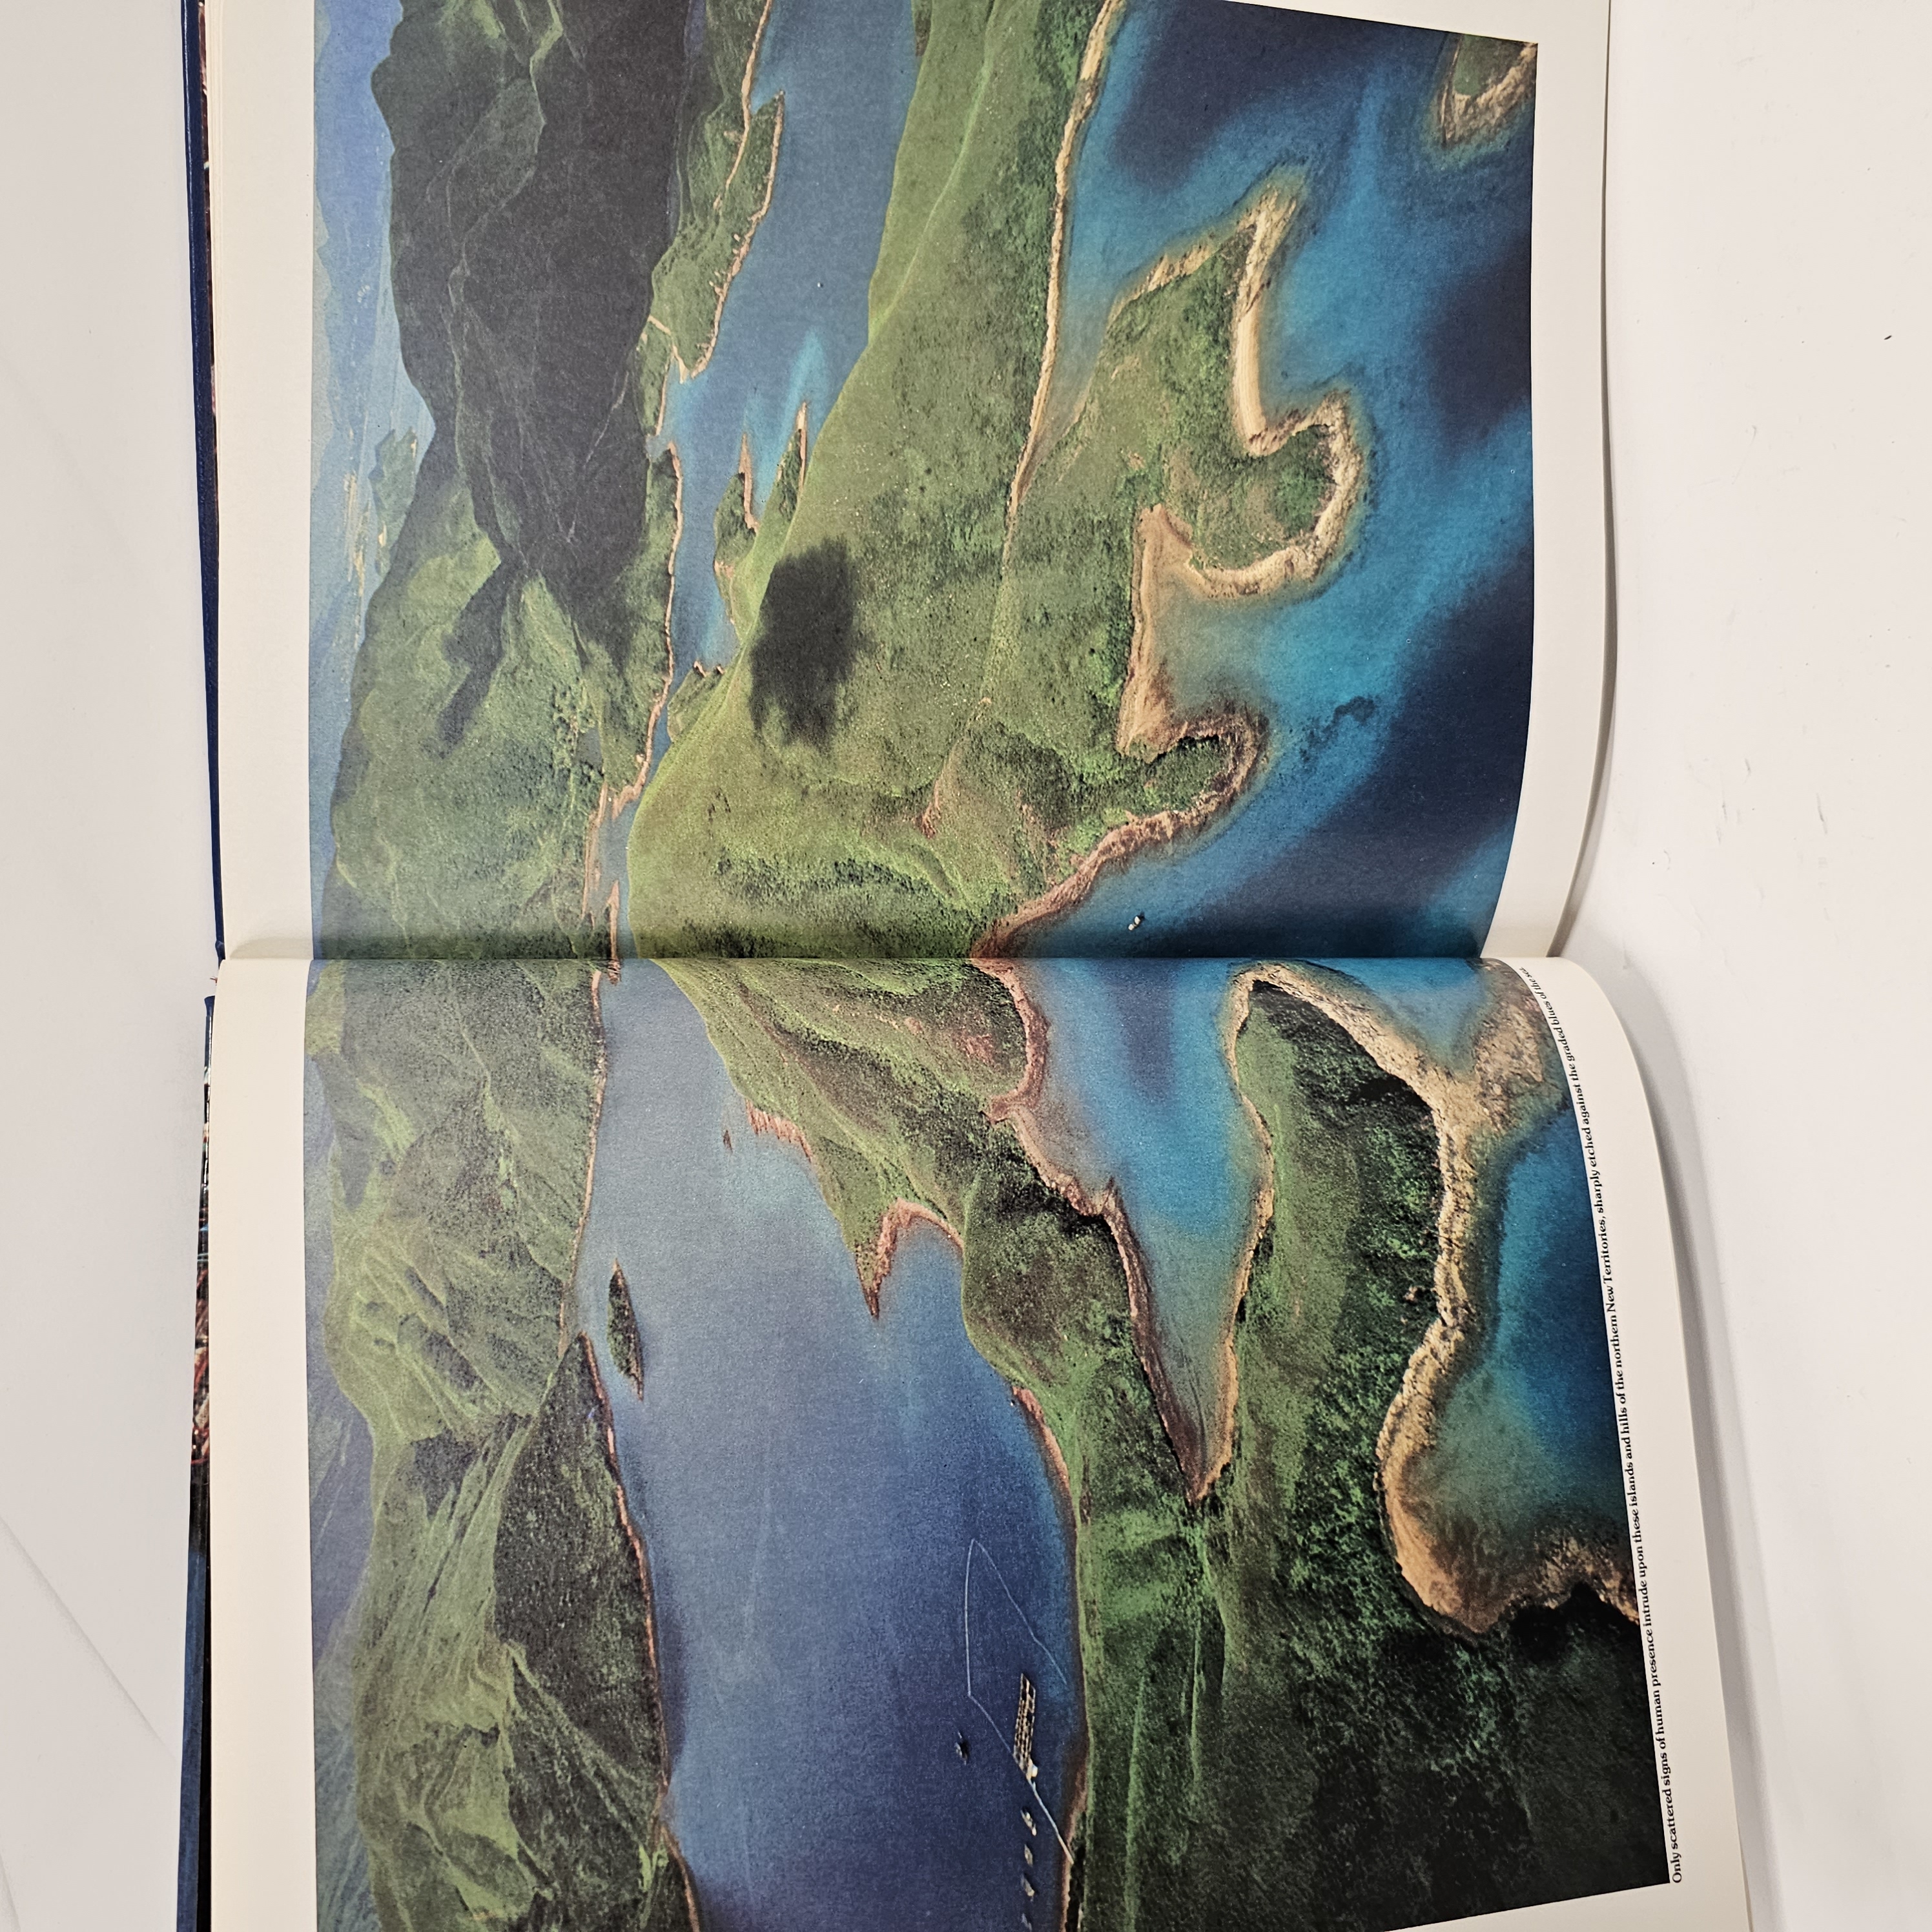 Only scattered signs of human presence intrude upon these islands and hills of the northern New Territories, sharply etched against the graded blues of the sea.